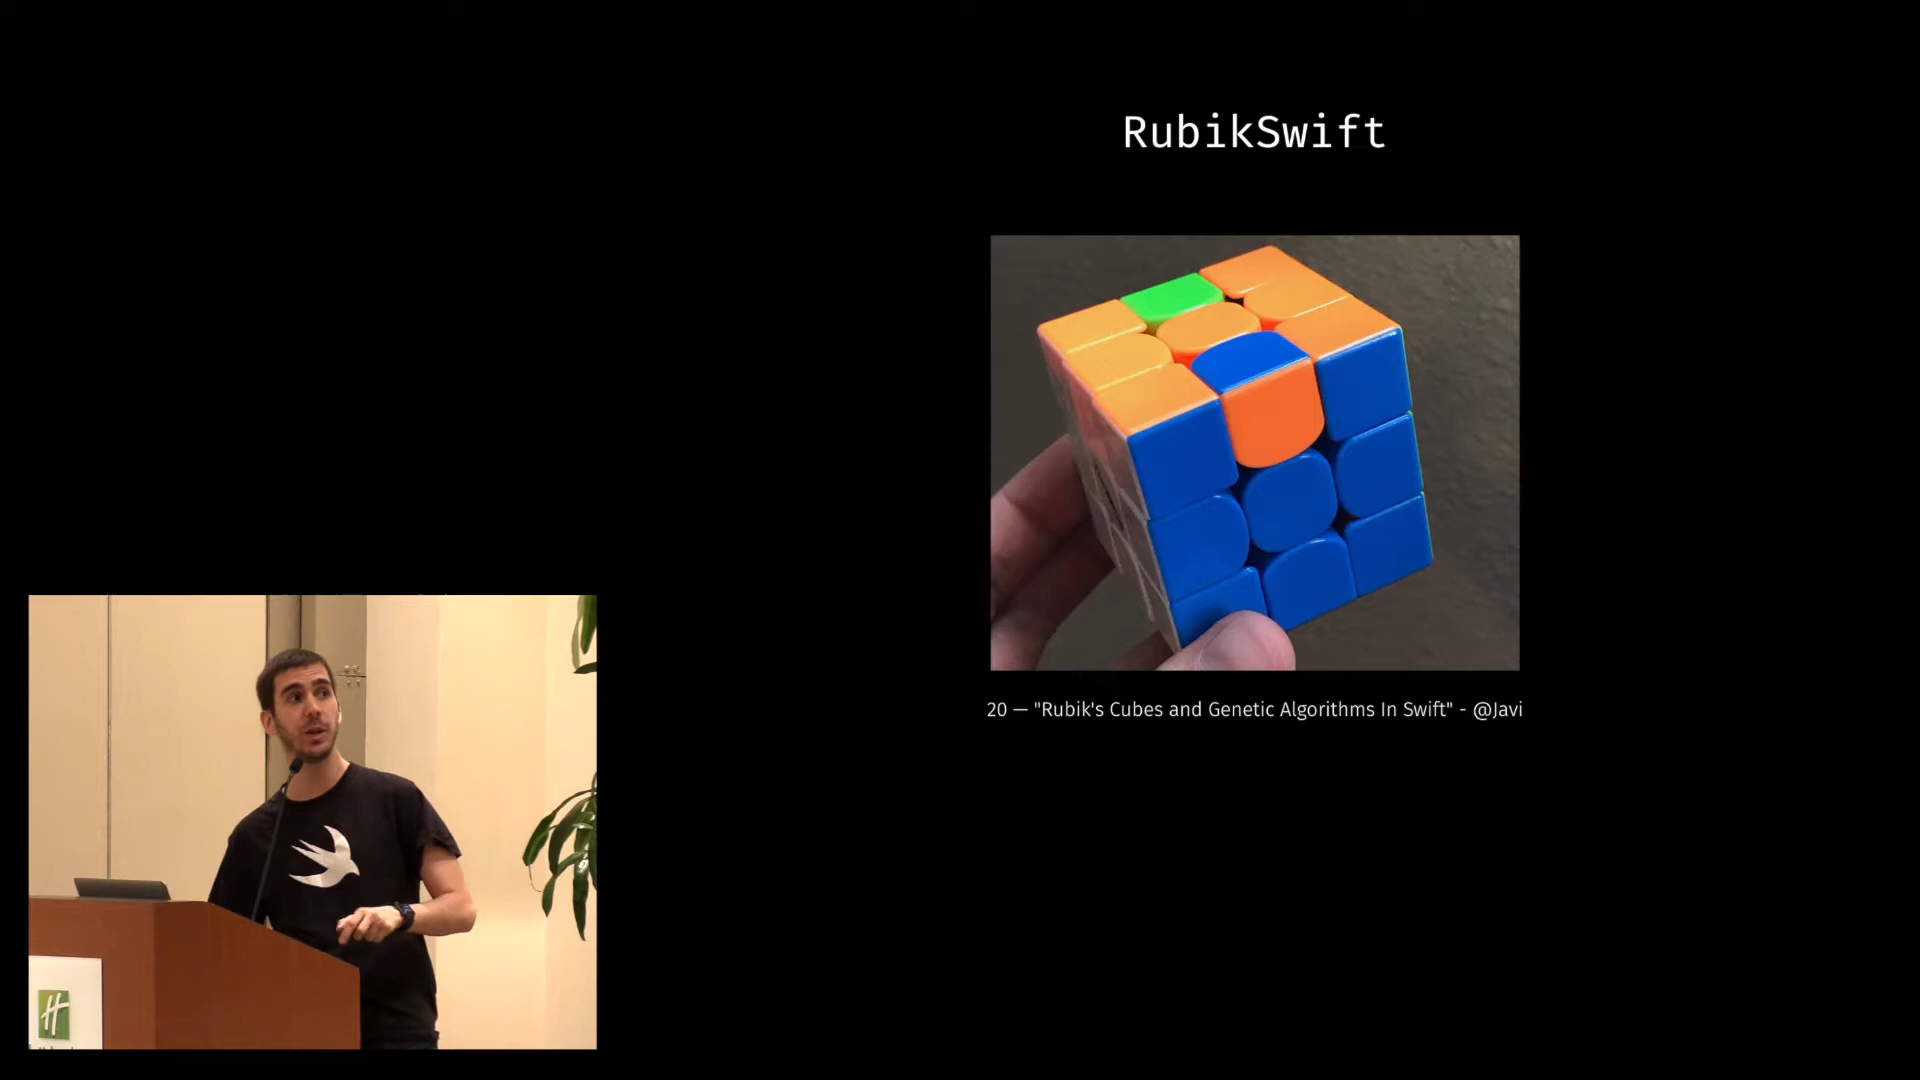 RubikSwift
20 — "Rubik's Cubes and Genetic Algorithms In Swift" - @Javi
H